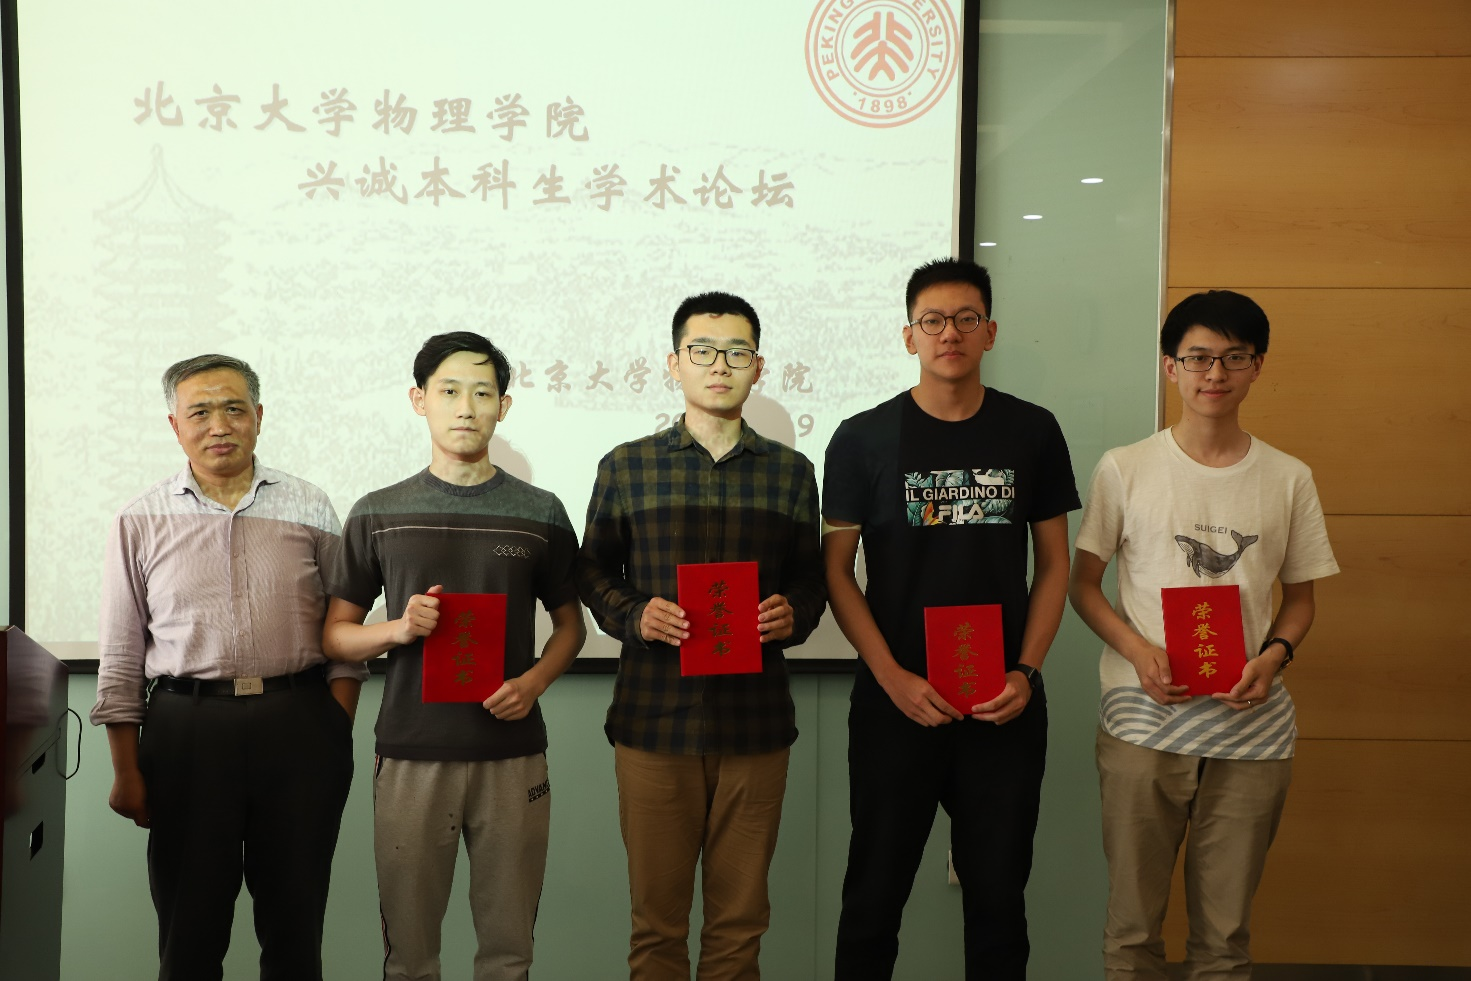 PEKING UNIVERSITY
·1898·
北京大学物理学院
兴诚本科生学术论坛
北京大学 学院
IL GIARDINO DI
FILA
SUIGEI
荣誉证书
荣誉证书
荣誉证书
荣誉证书